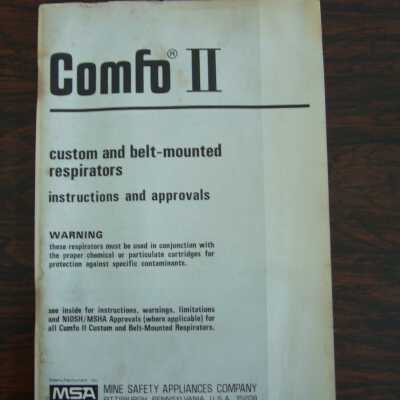 Comfo® II
custom and belt-mounted
respirators
instructions and approvals
WARNING
these respirators must be used in conjunction with
the proper chemical or particulate cartridges for
protection against specific contaminants.
see inside for instructions, warnings, limitations
and NIOSH/MSHA Approvals (where applicable) for
all Comfo II Custom and Belt-Mounted Respirators.
MSA
MINE SAFETY APPLIANCES COMPANY
PITTSBURGH, PENNSYLVANIA, U.S.A. 15208